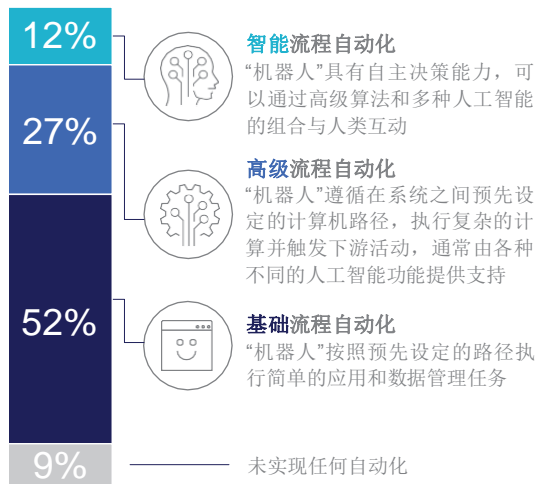 12%
智能流程自动化
“机器人”具有自主决策能力，可
以通过高级算法和多种人工智能
的组合与人类互动
27%
高级流程自动化
“机器人”遵循在系统之间预先设
定的计算机路径，执行复杂的计
算并触发下游活动，通常由各种
不同的人工智能功能提供支持
52%
基础流程自动化
“机器人”按照预先设定的路径执
行简单的应用和数据管理任务
9%
未实现任何自动化